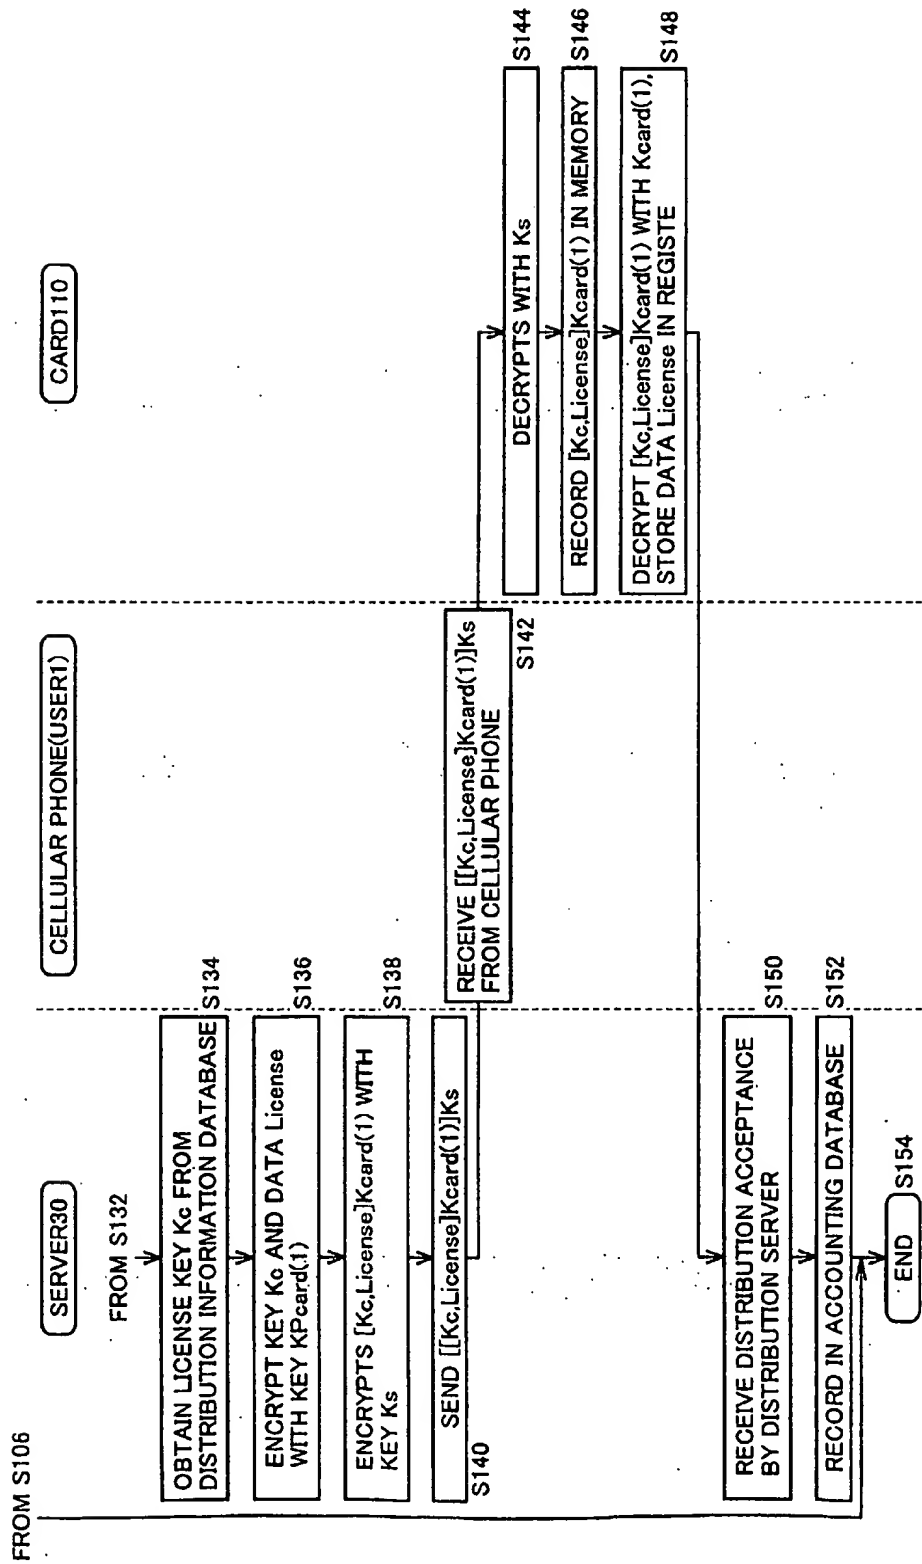 FROM S106
SERVER30
CELLULAR PHONE(USER1)
CARD110
FROM S132
OBTAIN LICENSE KEY Kc FROM
DISTRIBUTION INFORMATION DATABASE
S134
ENCRYPT KEY Kc AND DATA License
WITH KEY KPcard(1)
S136
ENCRYPTS [Kc,License]Kcard(1) WITH
KEY Ks
S138
SEND [[Kc,License]Kcard(1)]Ks
S140
RECEIVE [[Kc,License]Kcard(1)]Ks
FROM CELLULAR PHONE
S142
DECRYPTS WITH Ks
S144
RECORD [Kc,License]Kcard(1) IN MEMORY
S146
DECRYPT [Kc,License]Kcard(1) WITH Kcard(1),
STORE DATA License IN REGISTE
S148
RECEIVE DISTRIBUTION ACCEPTANCE
BY DISTRIBUTION SERVER
S150
RECORD IN ACCOUNTING DATABASE
S152
END
S154